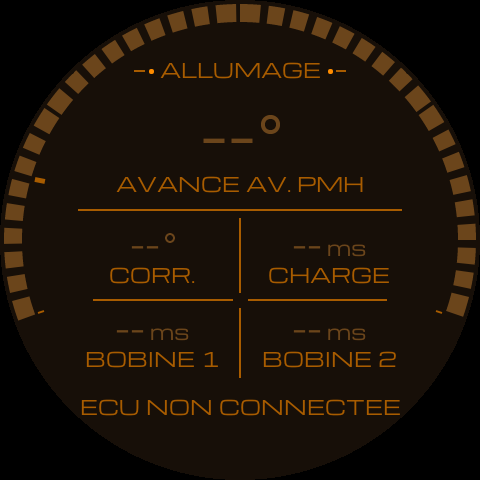 ALLUMAGE
--°
AVANCE AV. PMH
--° --ms
CORR. CHARGE
--ms --ms
BOBINE 1 BOBINE 2
ECU NON CONNECTEE